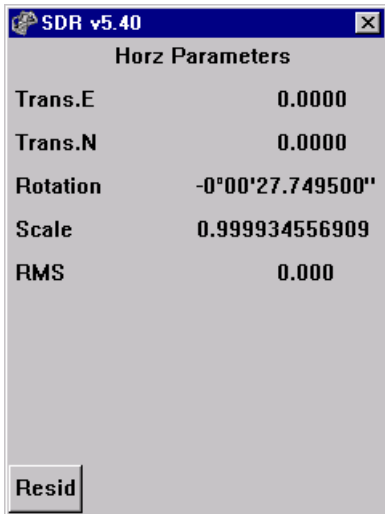 SDR v5.40
Horz Parameters
Trans.E 0.0000
Trans.N 0.0000
Rotation -0°00'27.749500"
Scale 0.999934556909
RMS 0.000
Resid